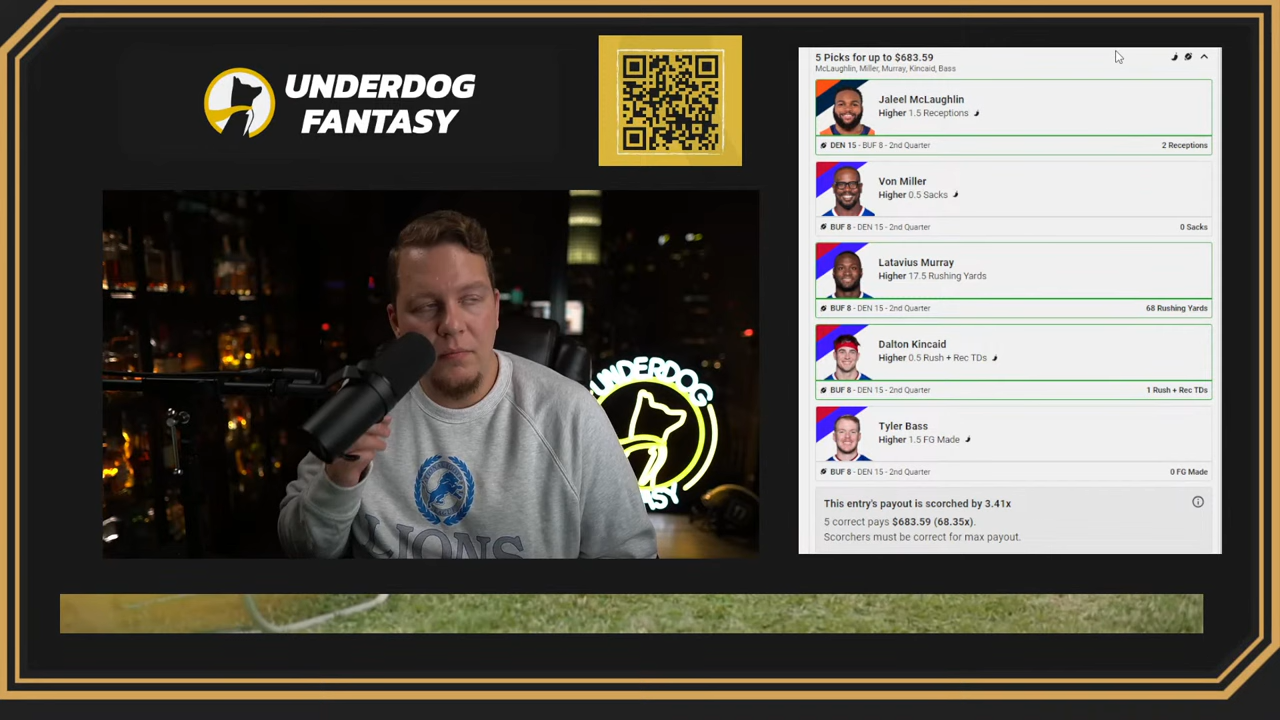 UNDERDOG
FANTASY
5 Picks for up to $683.59
McLaughlin, Miller, Murray, Kincaid, Bass
Jaleel McLaughlin
Higher 1.5 Receptions
DEN 15 - BUF 8 - 2nd Quarter
2 Receptions
Von Miller
Higher 0.5 Sacks
BUF 8 - DEN 15 - 2nd Quarter
0 Sacks
Latavius Murray
Higher 17.5 Rushing Yards
BUF 8 - DEN 15 - 2nd Quarter
68 Rushing Yards
Dalton Kincaid
Higher 0.5 Rush + Rec TDs
BUF 8 - DEN 15 - 2nd Quarter
1 Rush + Rec TDs
Tyler Bass
Higher 1.5 FG Made
BUF 8 - DEN 15 - 2nd Quarter
0 FG Made
This entry's payout is scorched by 3.41x
5 correct pays $683.59 (68.35x).
Scorchers must be correct for max payout.
UNDERDOG
LIONS